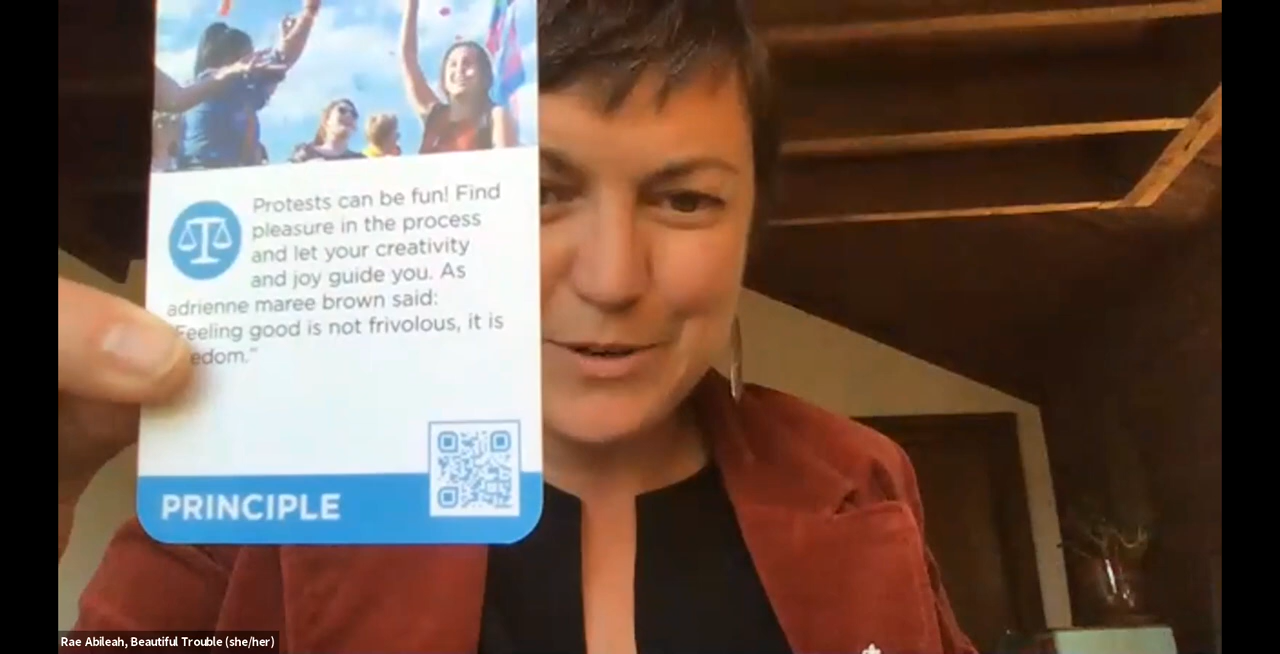 Protests can be fun! Find
pleasure in the process
and let your creativity
and joy guide you. As
adrienne maree brown said:
"Feeling good is not frivolous, it is
edom."
PRINCIPLE
Rae Abileah, Beautiful Trouble (she/her)